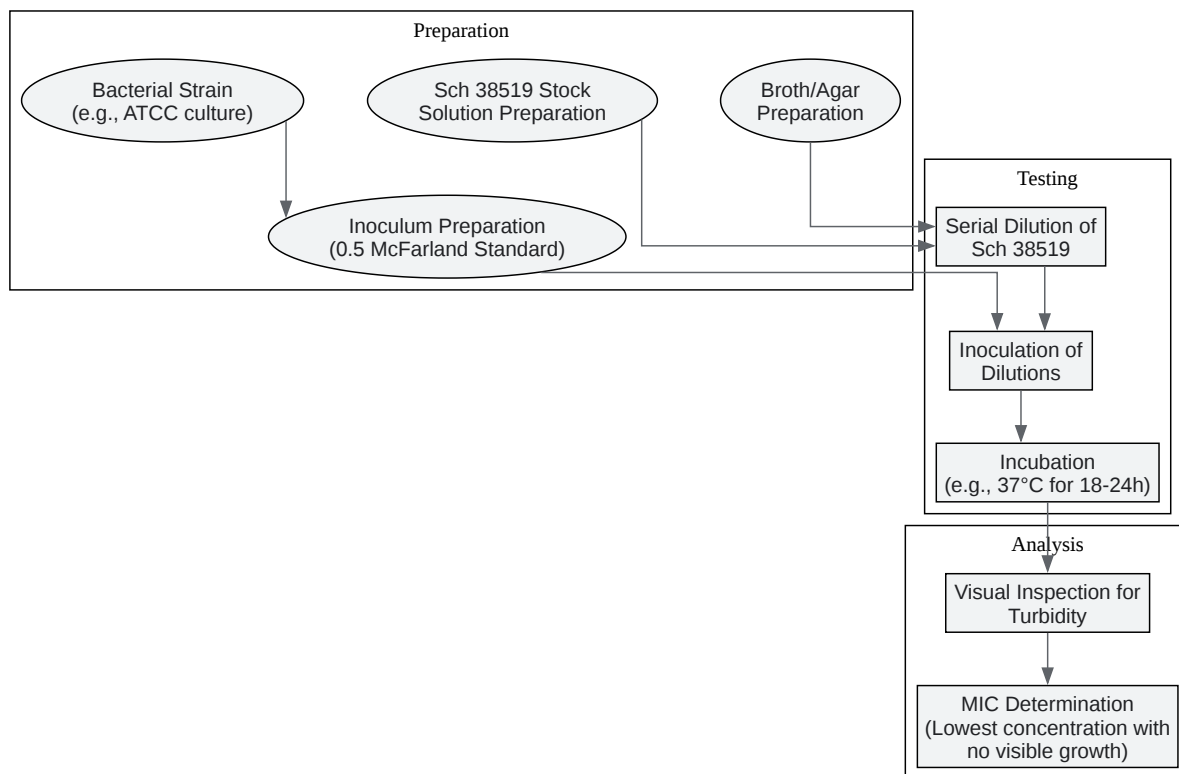 Preparation
Bacterial Strain
(e.g., ATCC culture)
Sch 38519 Stock
Solution Preparation
Broth/Agar
Preparation
Inoculum Preparation
(0.5 McFarland Standard)
Testing
Serial Dilution of
Sch 38519
Inoculation of
Dilutions
Incubation
(e.g., 37°C for 18-24h)
Analysis
Visual Inspection for
Turbidity
MIC Determination
(Lowest concentration with
no visible growth)